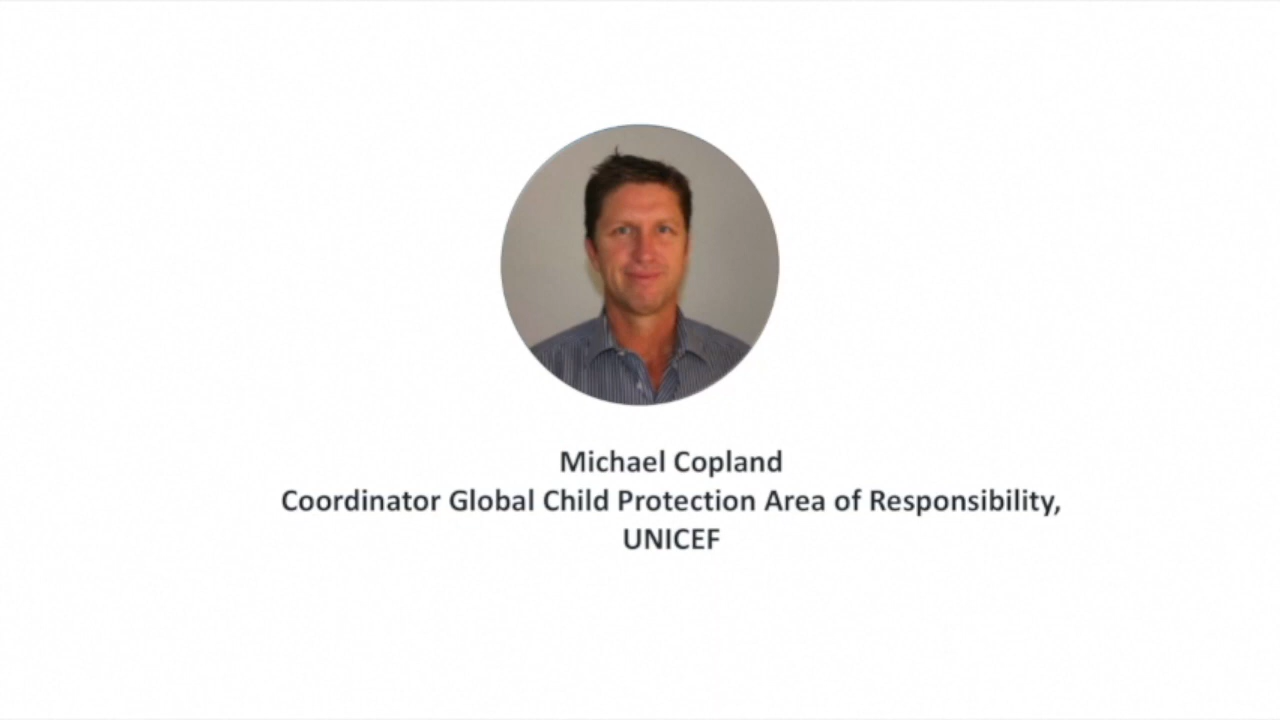 Michael Copland
Coordinator Global Child Protection Area of Responsibility,
UNICEF